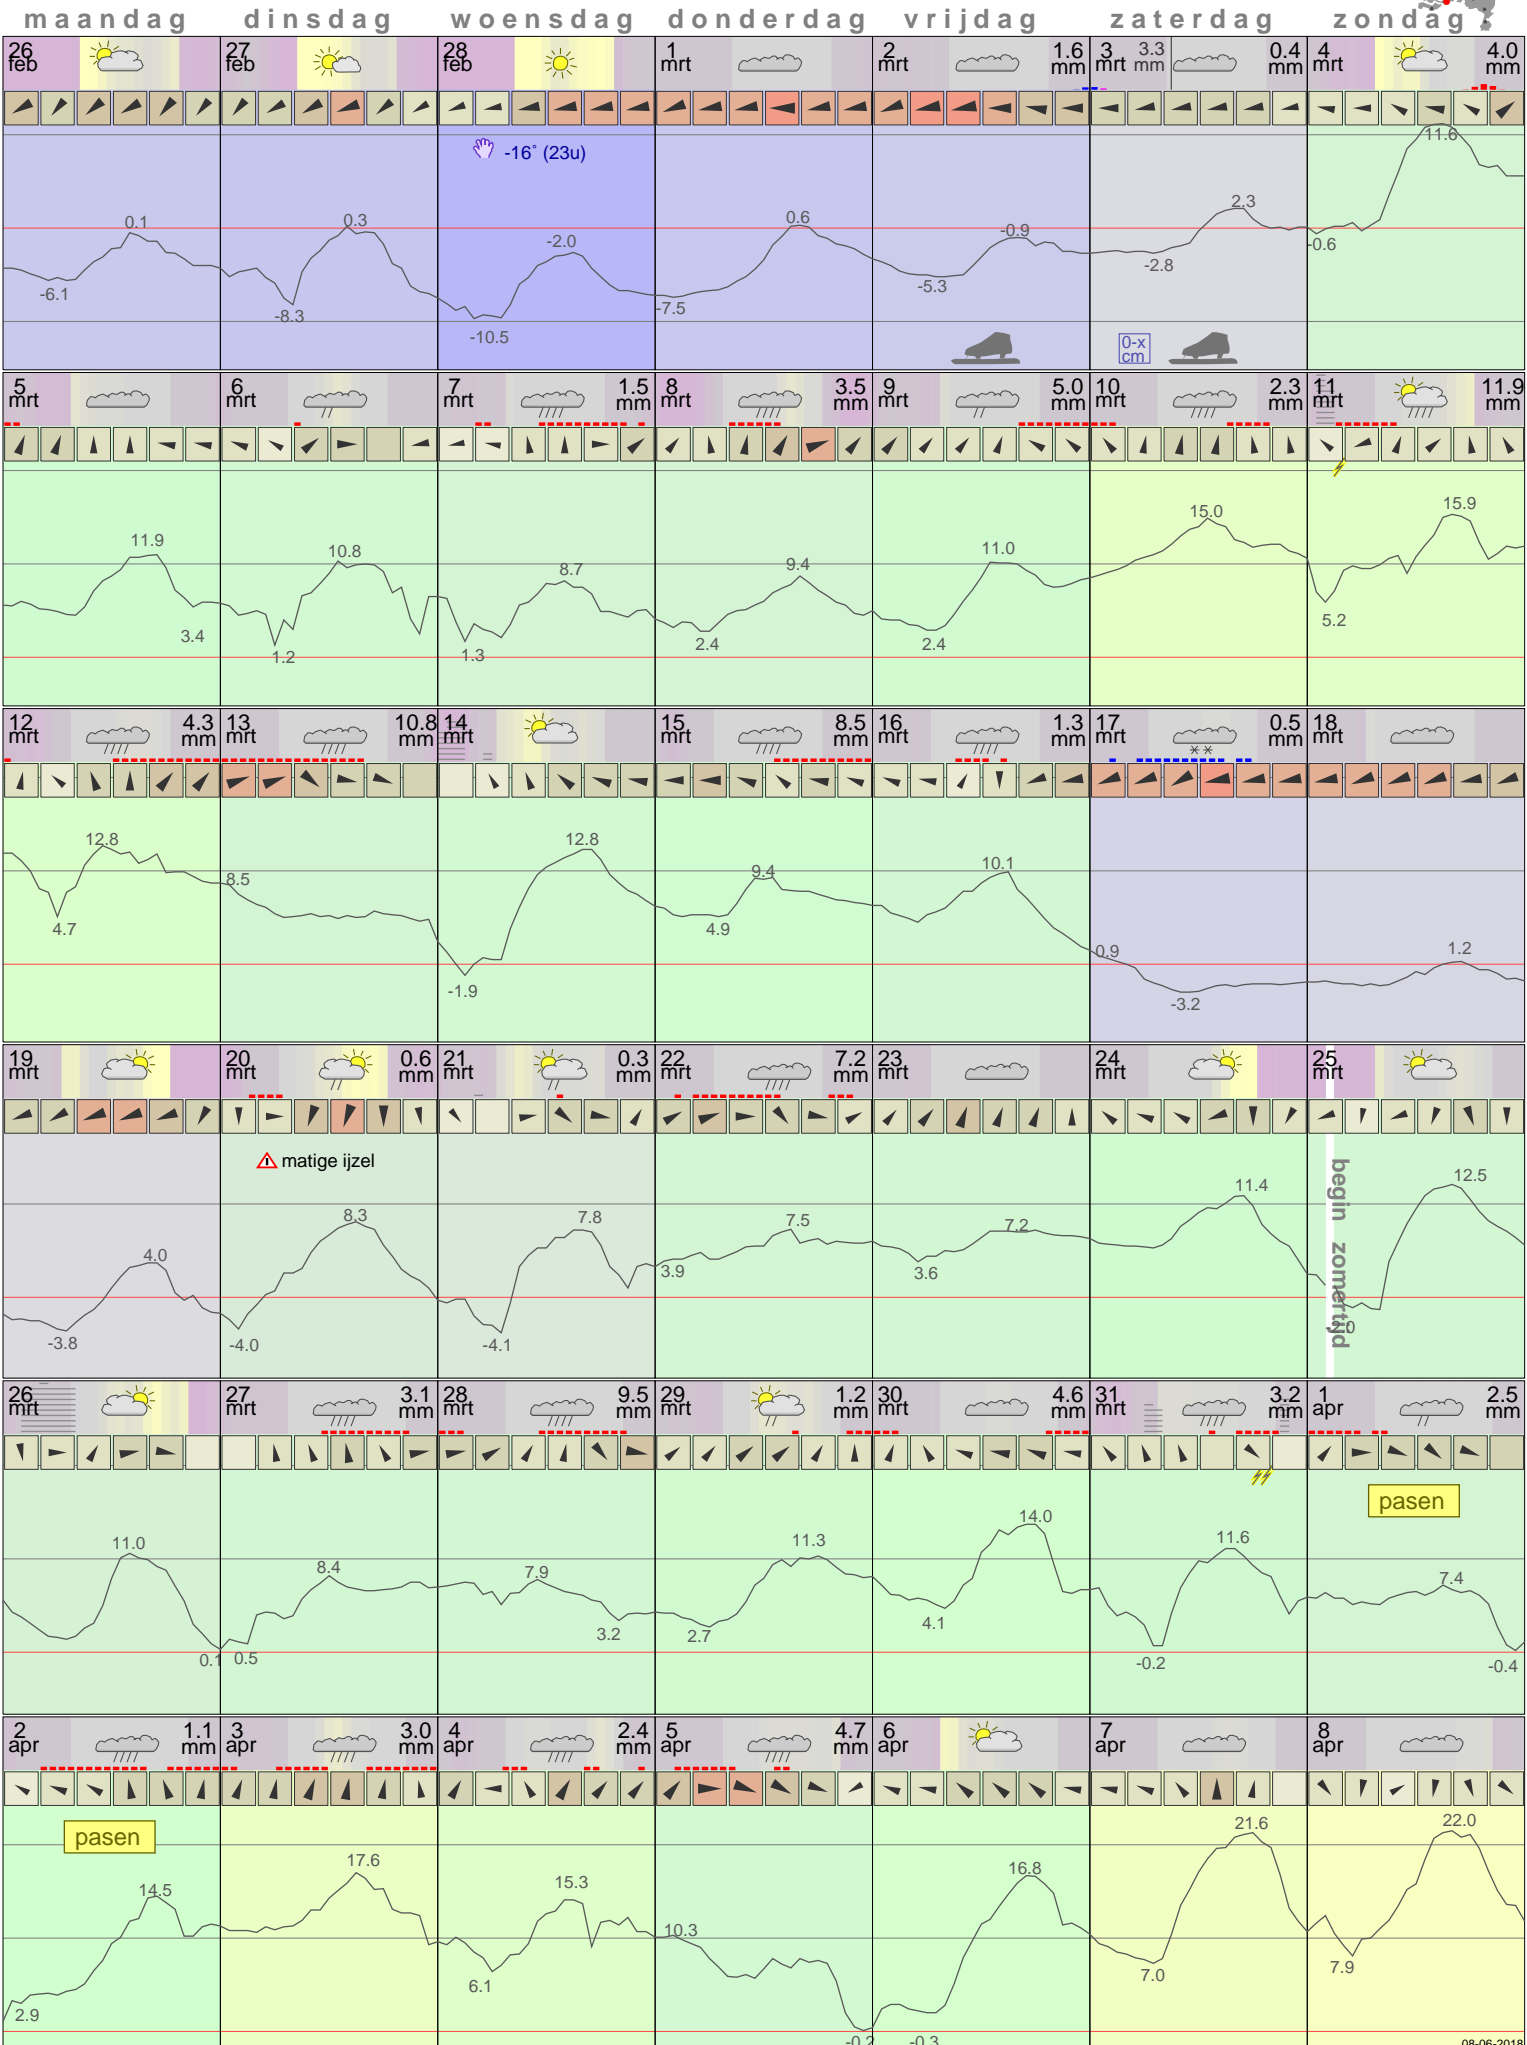 maandag dinsdag woensdag donderdag vrijdag zaterdag zondag
26 27 28 1 2 1.6 3 3.3 0.4 4 4.0
feb feb feb mrt mrt mm mrt mm mm mrt mm
-16° (23u)
11.6
0.1 0.3 -2.0 0.6 -0.9 2.3
-6.1 -8.3 -10.5 -7.5 -5.3 -2.8 -0.6
0-x
cm
5 6 7 1.5 8 3.5 9 5.0 10 2.3 11 11.9
mrt mrt mrt mm mrt mm mrt mm mrt mm mrt mm
11.9 10.8 8.7 9.4 11.0 15.0 15.9
3.4 1.2 1.3 2.4 2.4 5.2
12 4.3 13 10.8 14 15 8.5 16 1.3 17 0.5 18
mrt mm mrt mm mrt mrt mm mrt mm mrt mm mrt
12.8 8.5 12.8 9.4 10.1 0.9 1.2
4.7 -1.9 4.9 -3.2
19 20 0.6 21 0.3 22 7.2 23 24 25
mrt mrt mm mrt mm mrt mm mrt mrt mrt
matige ijzel
begin zomertijd
4.0 8.3 7.8 7.5 7.2 11.4 12.5
-3.8 -4.0 -4.1 3.9 3.6 -2.0
26 27 3.1 28 9.5 29 1.2 30 4.6 31 3.2 1 2.5
mrt mrt mm mrt mm mrt mm mrt mm mrt mm apr mm
pasen
11.0 8.4 7.9 11.3 14.0 11.6 7.4
0.1 0.5 3.2 2.7 4.1 -0.2 -0.4
2 1.1 3 3.0 4 2.4 5 4.7 6 7 8
apr mm apr mm apr mm apr mm apr apr apr
pasen
14.5 17.6 15.3 10.3 16.8 21.6 22.0
2.9 6.1 -0.2 -0.3 7.0 7.9
08-06-2018